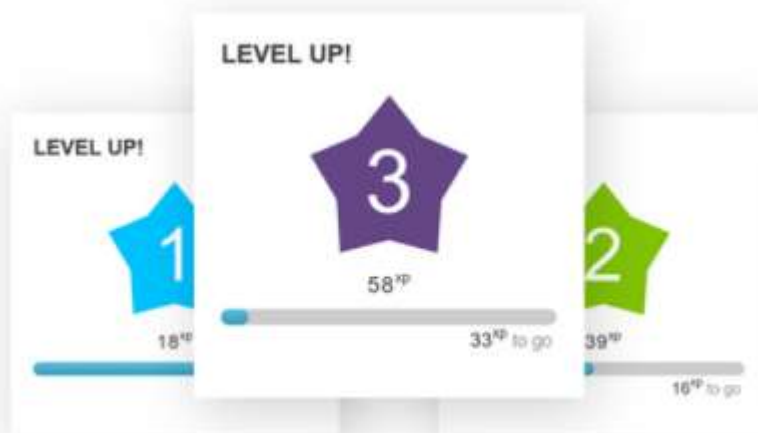 LEVEL UP!
3
58xp
33xp to go
LEVEL UP!
1
18xp
2
39xp
16xp to go